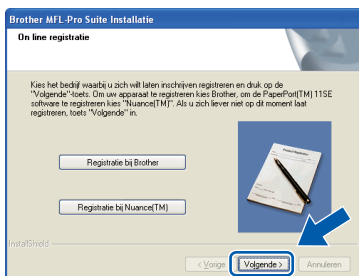 Brother MFL-Pro Suite Installatie
On line registratie
Kies het bedrijf waarbij u zich wilt laten inschrijven registreren en druk op de
"Volgende"-toets. Om uw apparaat te registreren kies Brother, om de PaperPort(TM) 11SE
software te registreren kies "Nuance(TM)". Als u zich liever niet op dit moment laat
registreren, toets "Volgende" in.
Registratie bij Brother
Registratie bij Nuance(TM)
Product Registration
InstallShield
< Vorige
Volgende >
Annuleren